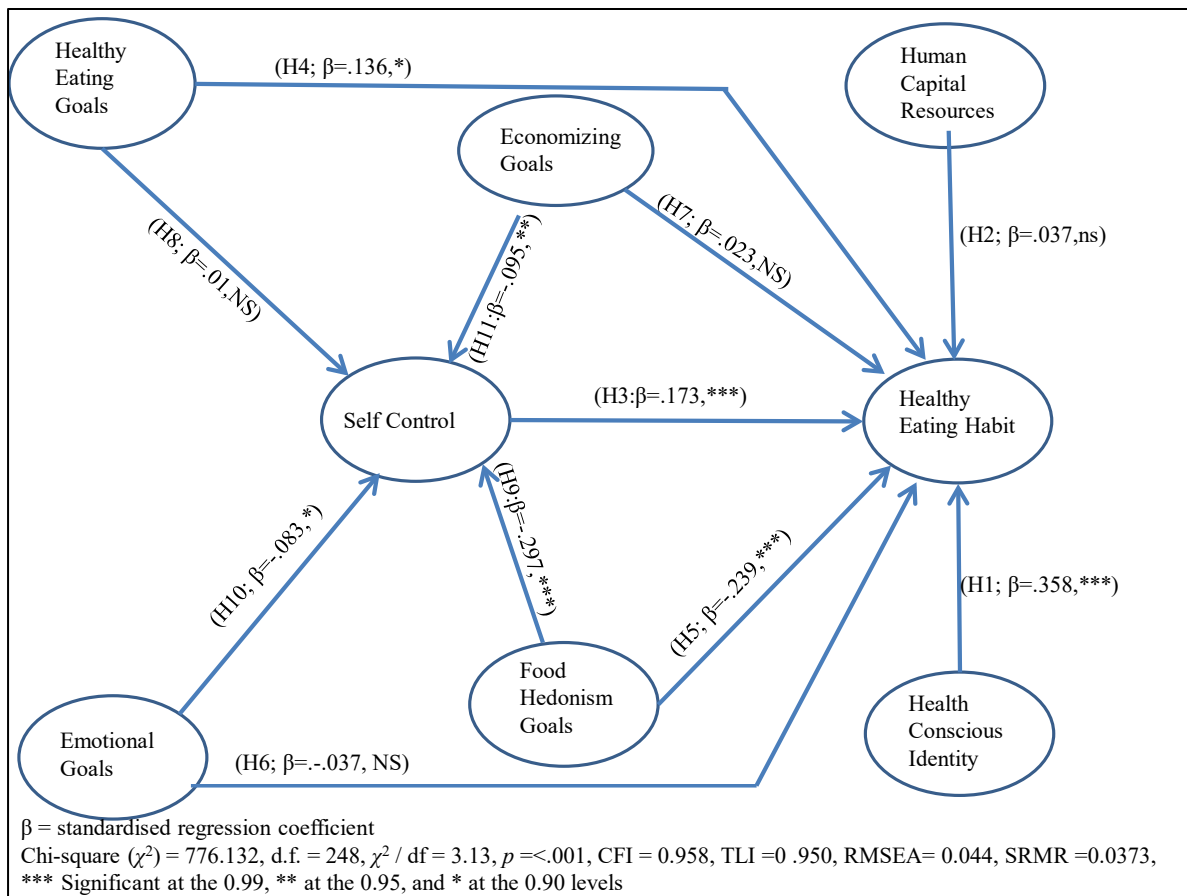 Healthy
Eating
Goals
(H4; β=.136,*)
Human
Capital
Resources
Economizing
Goals
(H8; β=.01,NS)
(H11:β=-.095,**)
(H7; β=.023,NS)
(H2; β=.037,ns)
Self Control
(H3:β=.173,***)
Healthy
Eating Habit
(H10; β=-.083,*)
(H9:β=-.297,***)
(H5; β=-.239,***)
(H1; β=.358,***)
Food
Hedonism
Goals
Emotional
Goals
(H6; β=.-.037, NS)
Health
Conscious
Identity
β = standardised regression coefficient
Chi-square (χ²) = 776.132, d.f. = 248, χ² / df = 3.13, p =<.001, CFI = 0.958, TLI =0 .950, RMSEA= 0.044, SRMR =0.0373,
*** Significant at the 0.99, ** at the 0.95, and * at the 0.90 levels